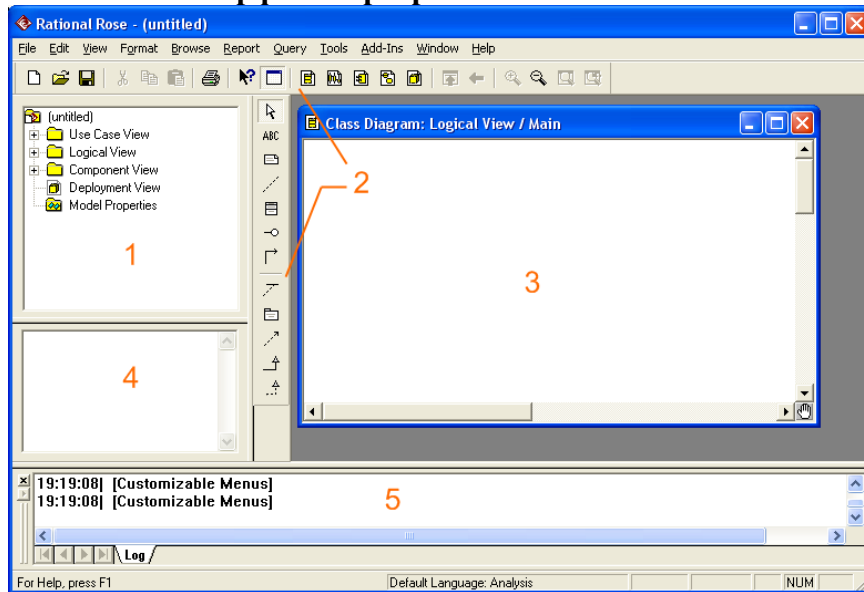 Rational Rose - (untitled)
File Edit View Format Browse Report Query Tools Add-Ins Window Help
(untitled)
Use Case View
Logical View
Component View
Deployment View
Model Properties
1
ABC
2
Class Diagram: Logical View / Main
3
4
19:19:08| [Customizable Menus]
19:19:08| [Customizable Menus]
5
Log
For Help, press F1
Default Language: Analysis
NUM